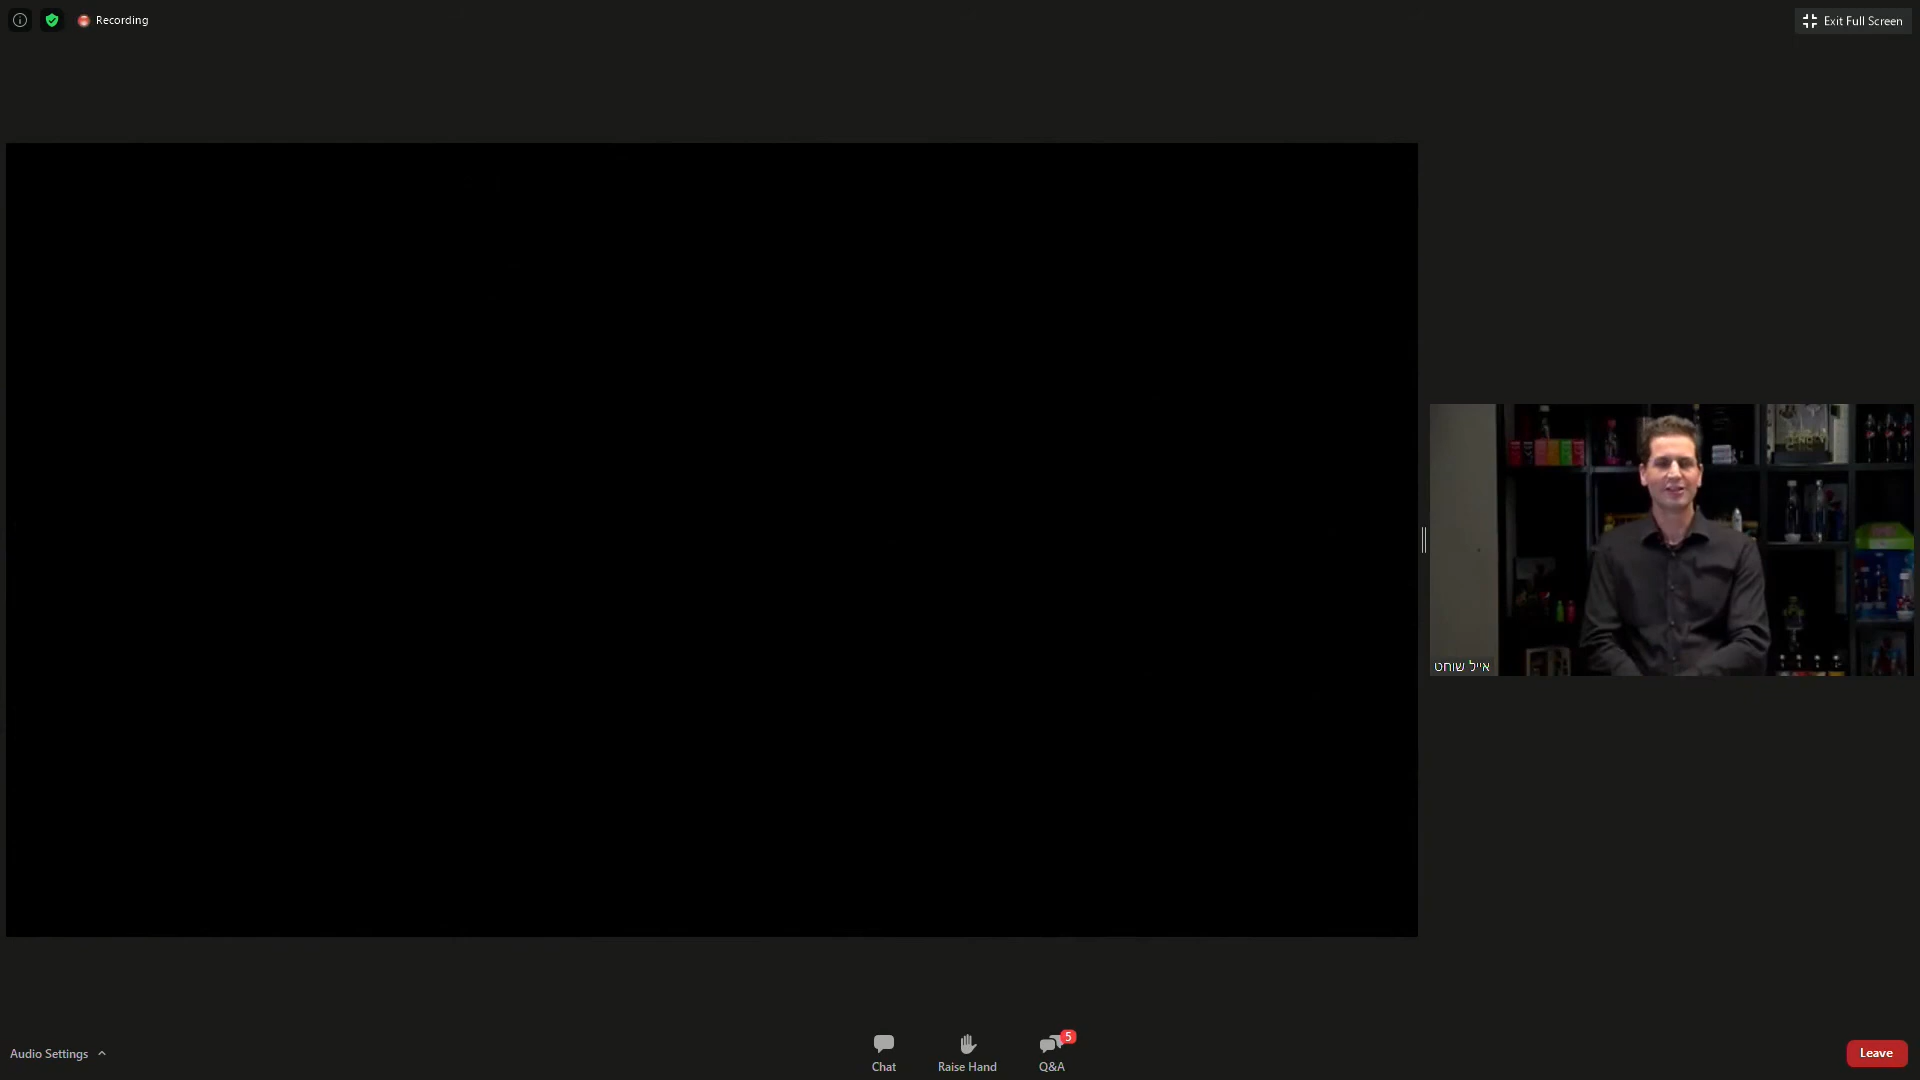 Recording
Exit Full Screen
אייל שוחט
Audio Settings
Chat
Raise Hand
5
Q&A
Leave